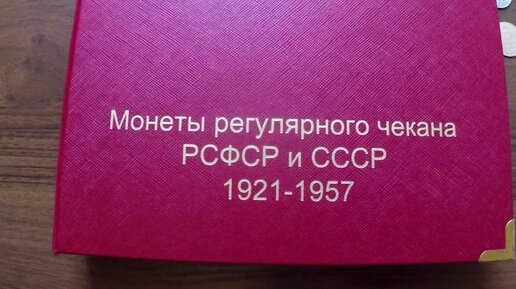 Монеты регулярного чекана
РСФСР и СССР
1921-1957